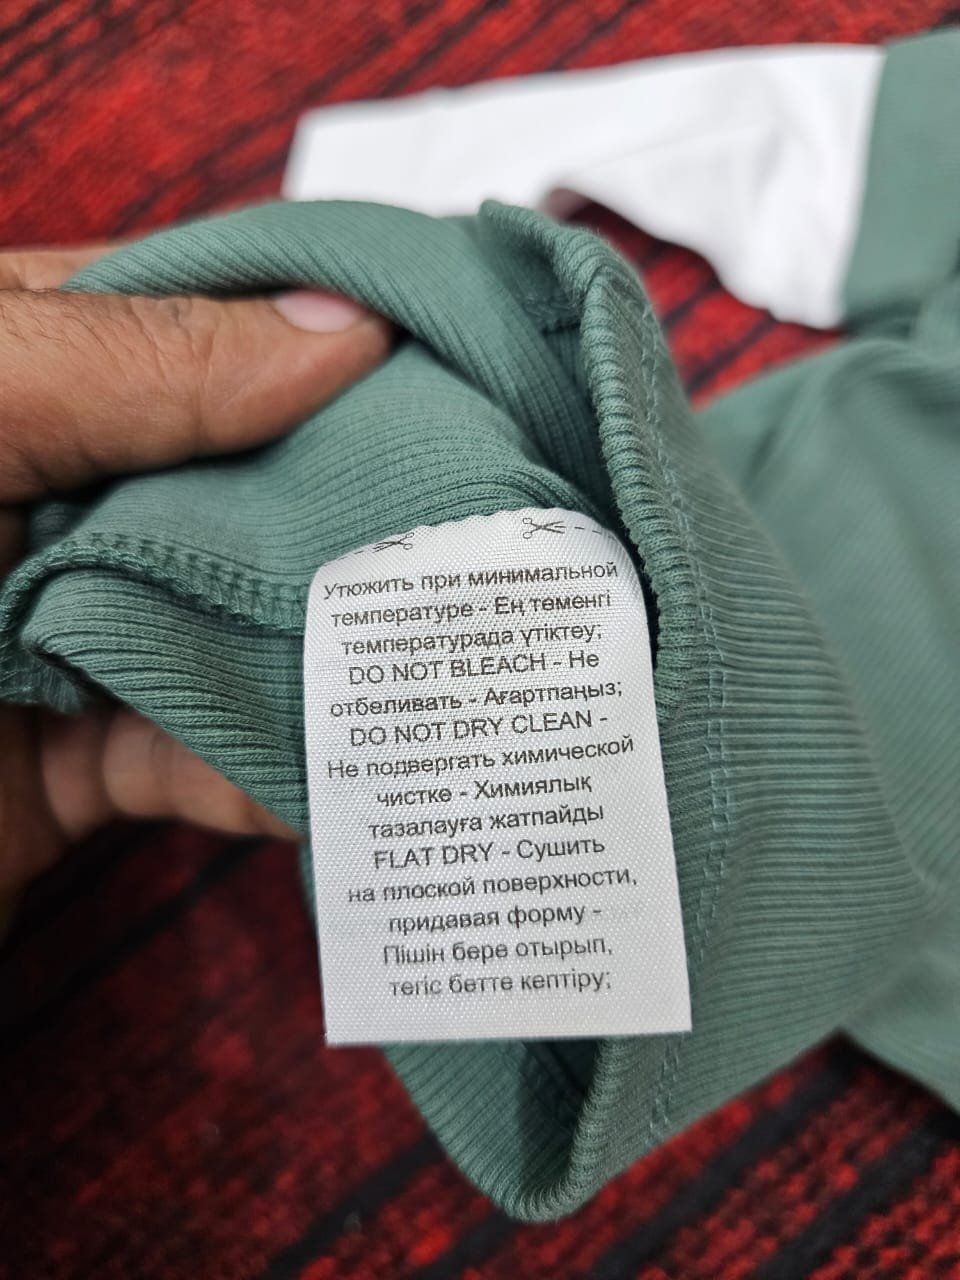 Утюжить при минимальной
температуре - Ең төменгі
температурада үтіктеу;
DO NOT BLEACH - Не
отбеливать - Ағартпаңыз;
DO NOT DRY CLEAN -
Не подвергать химической
чистке - Химиялық
тазалауға жатпайды
FLAT DRY - Сушить
на плоской поверхности,
придавая форму -
Пішін бере отырып,
тегіс бетте кептіру;